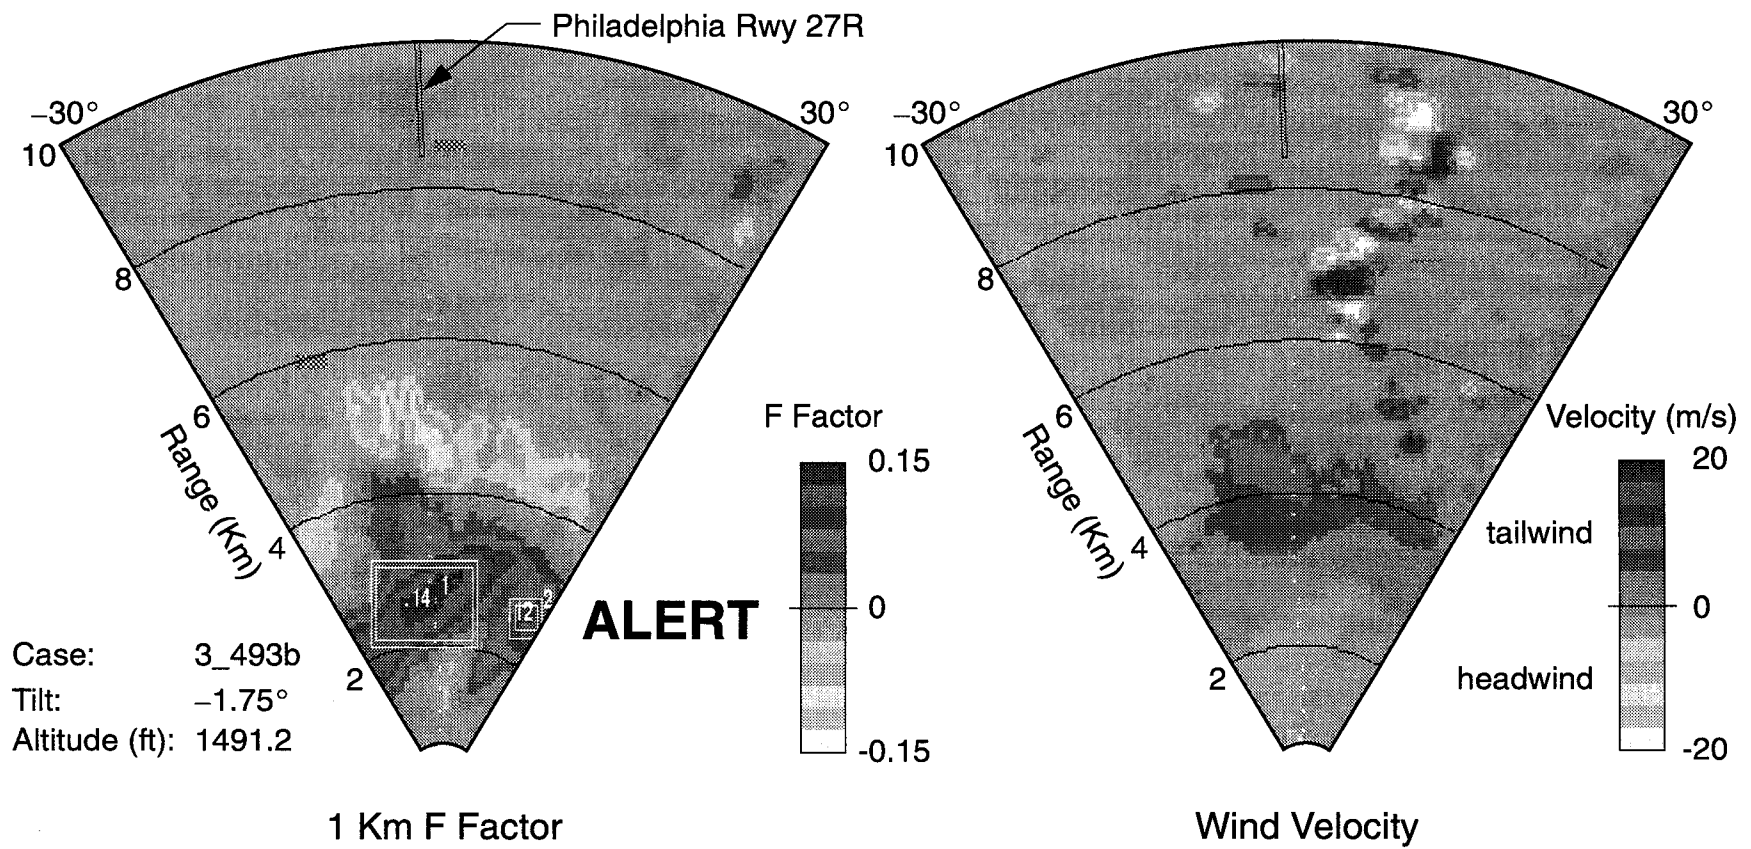 Philadelphia Rwy 27R
−30°
30°
−30°
30°
10
10
8
8
6
6
F Factor
Velocity (m/s)
Range (Km)
Range (Km)
0.15
20
tailwind
4
4
.14 1
12 2
ALERT
0
0
Case: 3_493b
2
2
headwind
Tilt: −1.75°
Altitude (ft): 1491.2
-0.15
-20
1 Km F Factor
Wind Velocity